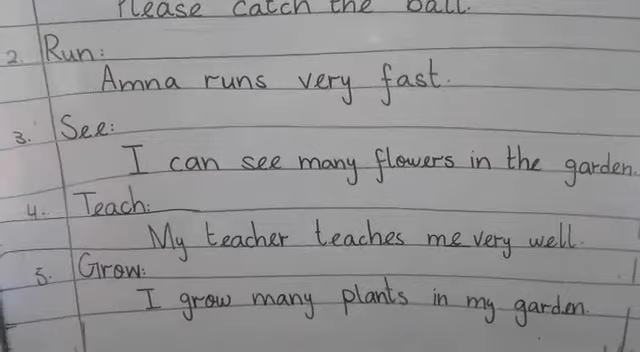 Please catch the ball.
2. Run:
Amna runs very fast.
3. See:
I can see many flowers in the garden.
4. Teach:
My teacher teaches me very well.
5. Grow:
I grow many plants in my garden.